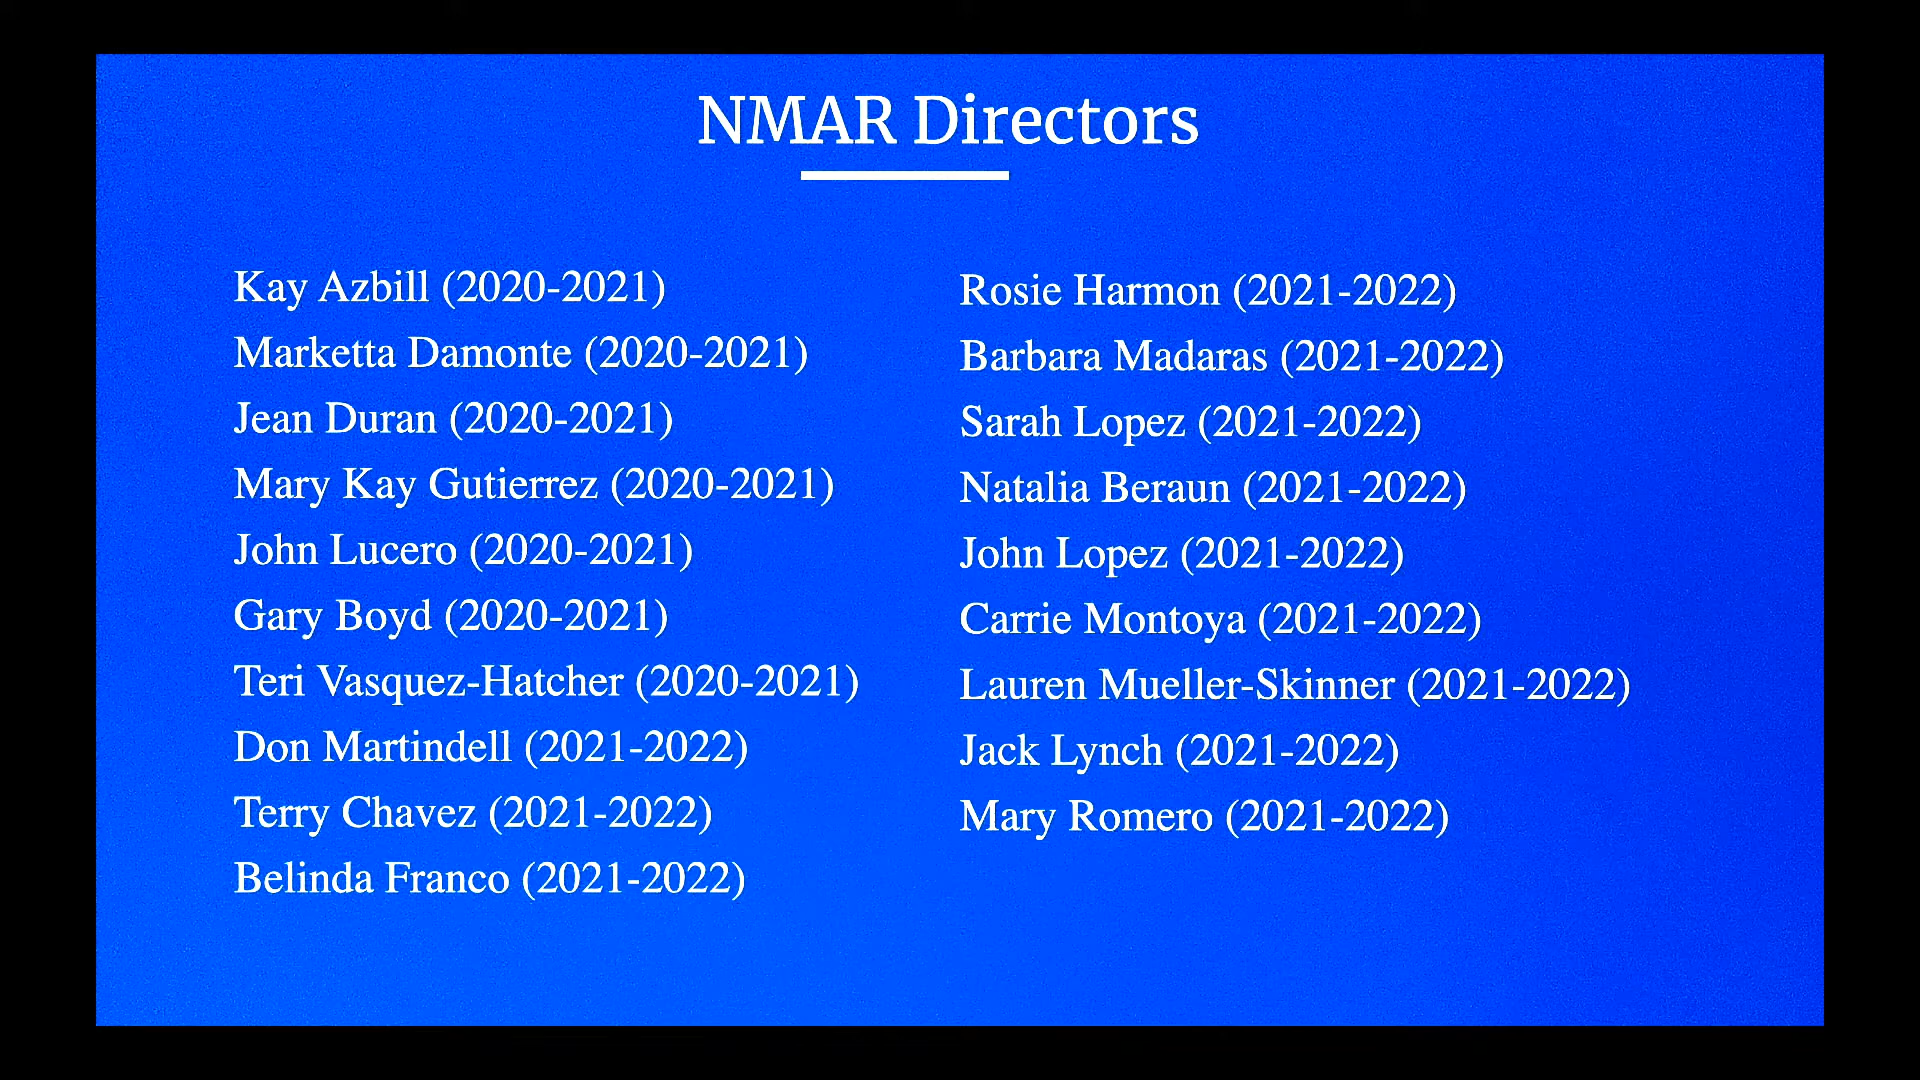 NMAR Directors
Kay Azbill (2020-2021)
Marketta Damonte (2020-2021)
Jean Duran (2020-2021)
Mary Kay Gutierrez (2020-2021)
John Lucero (2020-2021)
Gary Boyd (2020-2021)
Teri Vasquez-Hatcher (2020-2021)
Don Martindell (2021-2022)
Terry Chavez (2021-2022)
Belinda Franco (2021-2022)
Rosie Harmon (2021-2022)
Barbara Madaras (2021-2022)
Sarah Lopez (2021-2022)
Natalia Beraun (2021-2022)
John Lopez (2021-2022)
Carrie Montoya (2021-2022)
Lauren Mueller-Skinner (2021-2022)
Jack Lynch (2021-2022)
Mary Romero (2021-2022)